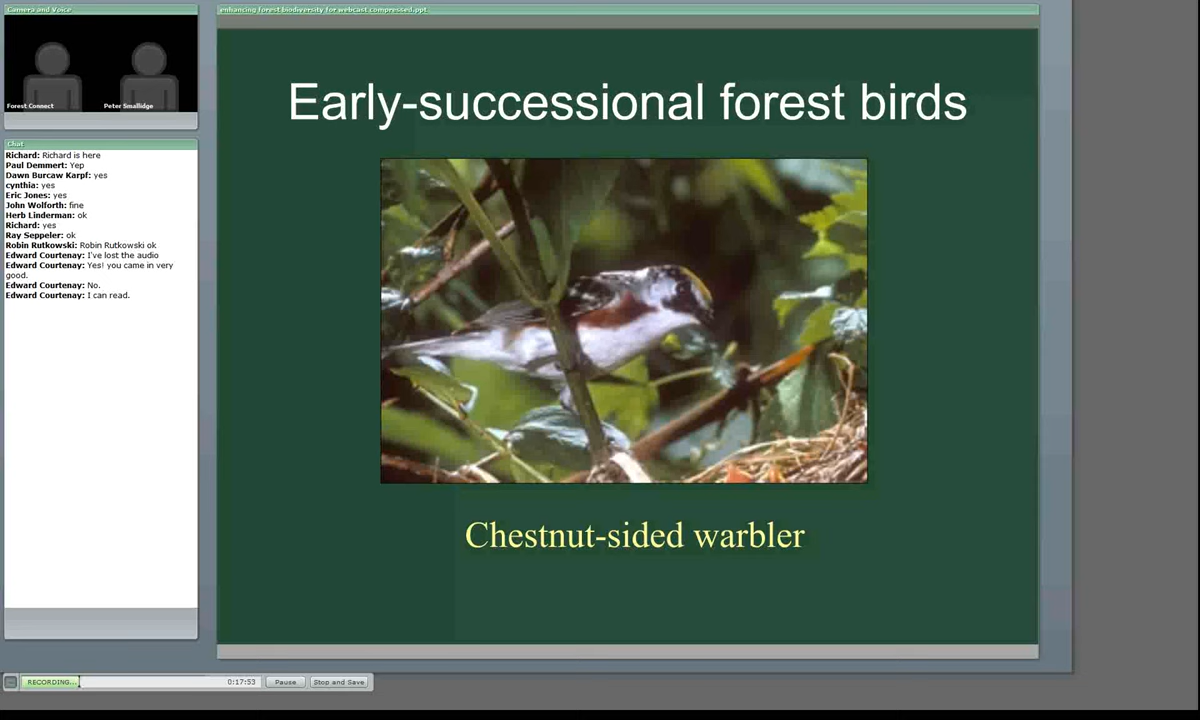 Camera and Voice
enhancing forest biodiversity for webcast compressed.ppt
Forest Connect
Peter Smallidge
Chat
Richard: Richard is here
Paul Demmert: Yep
Dawn Burcaw Karpf: yes
cynthia: yes
Eric Jones: yes
John Wolforth: fine
Herb Linderman: ok
Richard: yes
Ray Seppeler: ok
Robin Rutkowski: Robin Rutkowski ok
Edward Courtenay: I've lost the audio
Edward Courtenay: Yes! you came in very
good.
Edward Courtenay: No.
Edward Courtenay: I can read.
Early-successional forest birds
Chestnut-sided warbler
RECORDING...
0:17:53
Pause
Stop and Save